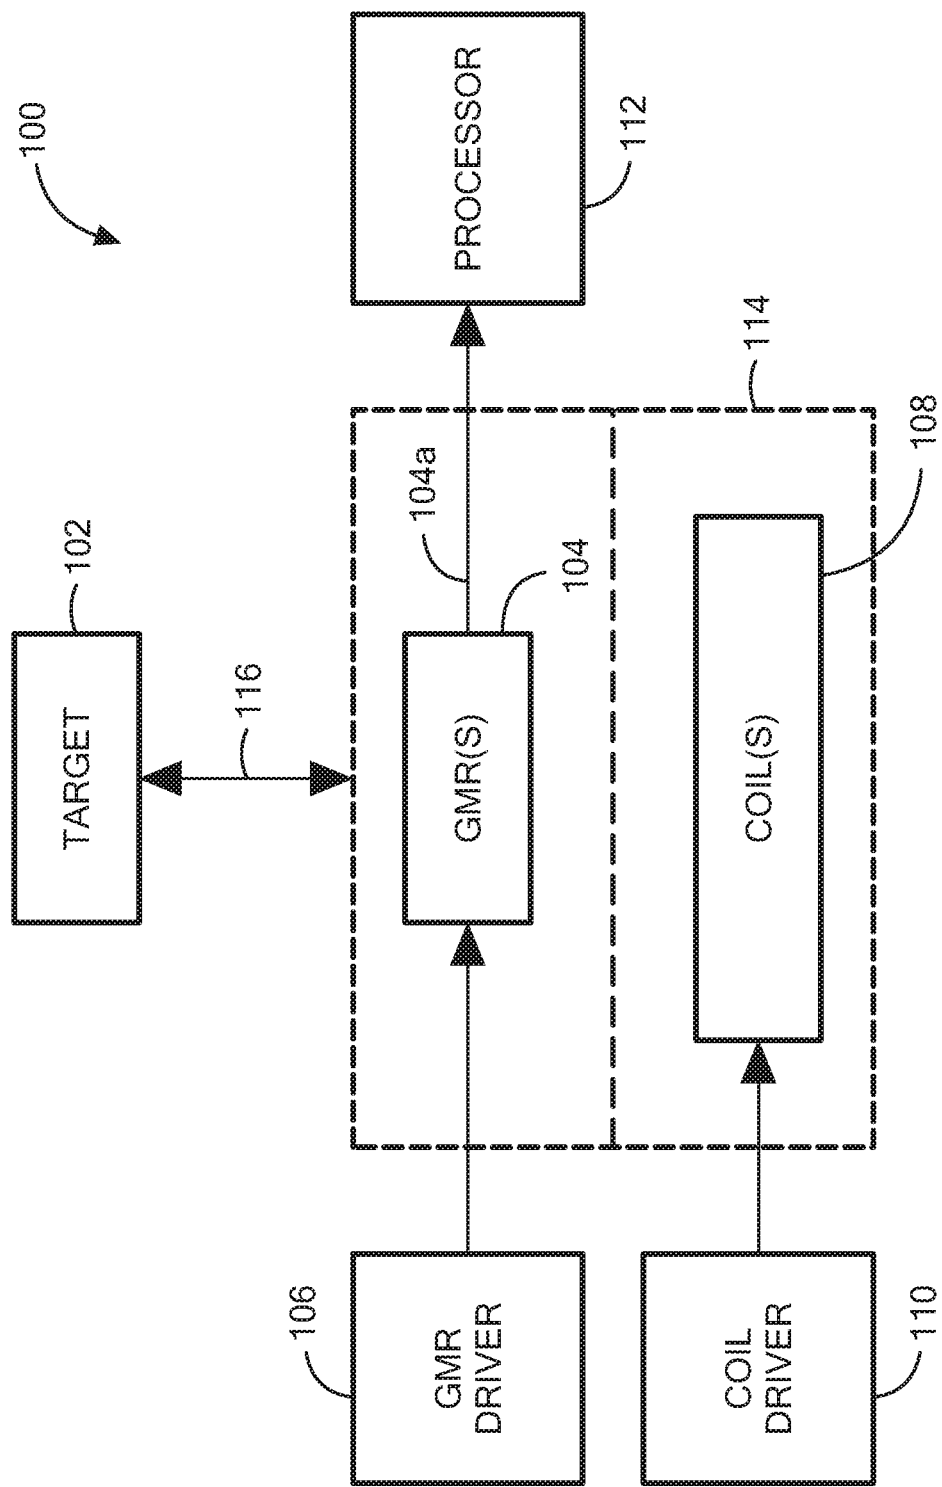 100
TARGET
102
116
GMR
DRIVER
106
GMR(S)
104
104a
PROCESSOR
112
COIL
DRIVER
110
COIL(S)
108
114